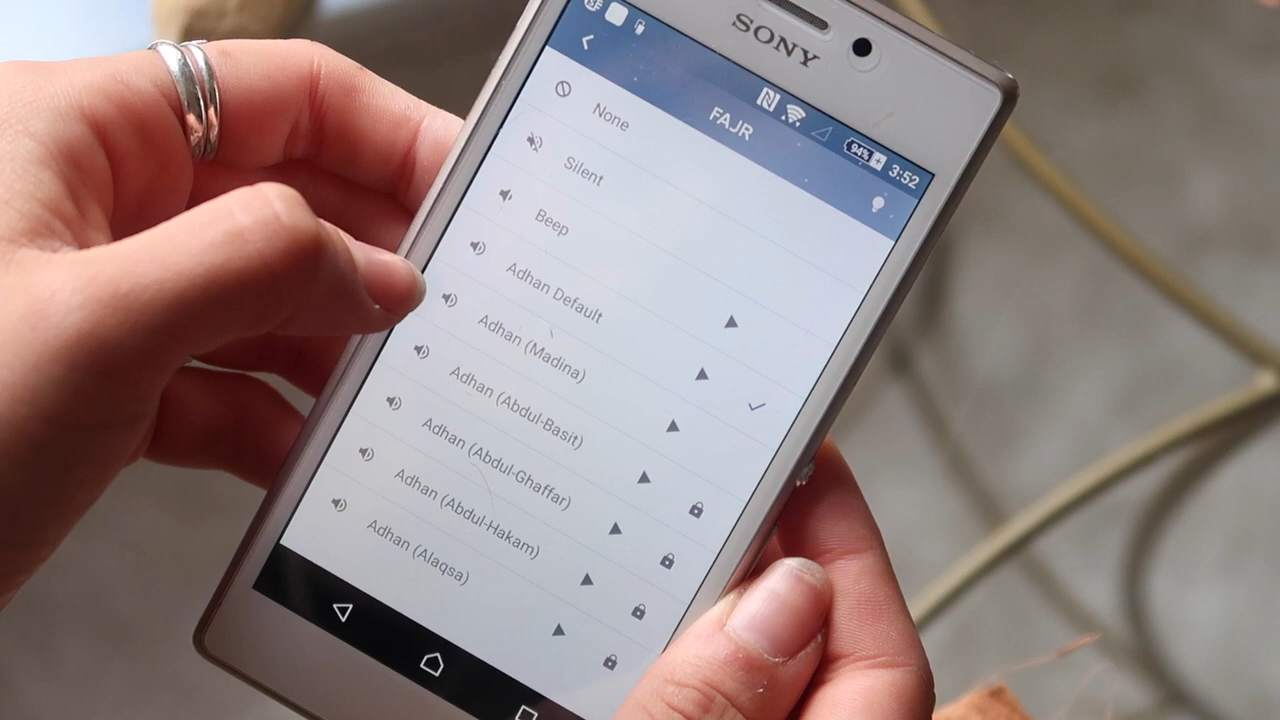 SONY
94%
3:52
FAJR
None
Silent
Beep
Adhan Default
Adhan (Madina)
Adhan (Abdul-Basit)
Adhan (Abdul-Ghaffar)
Adhan (Abdul-Hakam)
Adhan (Alaqsa)